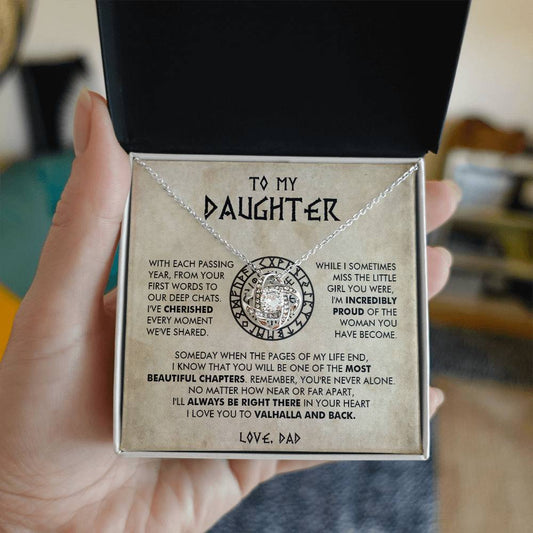 TO MY
DAUGHTER
WITH EACH PASSING
YEAR, FROM YOUR
FIRST WORDS TO
OUR DEEP CHATS.
I'VE CHERISHED
EVERY MOMENT
WE'VE SHARED.
WHILE I SOMETIMES
MISS THE LITTLE
GIRL YOU WERE,
I'M INCREDIBLY
PROUD OF THE
WOMAN YOU
HAVE BECOME.
SOMEDAY WHEN THE PAGES OF MY LIFE END,
I KNOW THAT YOU WILL BE ONE OF THE MOST
BEAUTIFUL CHAPTERS. REMEMBER, YOU'RE NEVER ALONE.
NO MATTER HOW NEAR OR FAR APART,
I'LL ALWAYS BE RIGHT THERE IN YOUR HEART
I LOVE YOU TO VALHALLA AND BACK.
LOVE, DAD